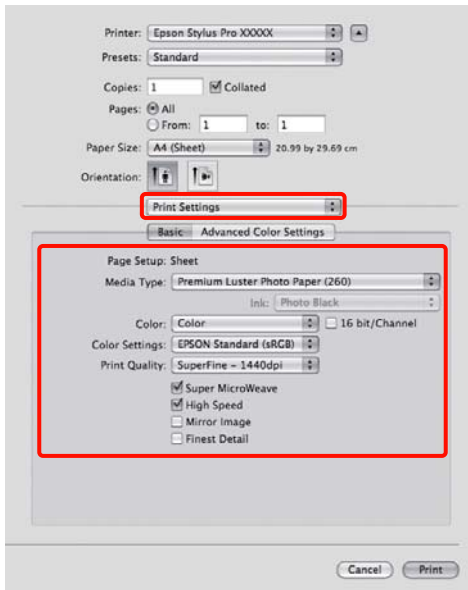 Printer: Epson Stylus Pro XXXXX
Presets: Standard
Copies: 1 Collated
Pages: All
From: 1 to: 1
Paper Size: A4 (Sheet) 20.99 by 29.69 cm
Orientation:
Print Settings
Basic Advanced Color Settings
Page Setup: Sheet
Media Type: Premium Luster Photo Paper (260)
Ink: Photo Black
Color: Color 16 bit/Channel
Color Settings: EPSON Standard (sRGB)
Print Quality: SuperFine – 1440dpi
Super MicroWeave
High Speed
Mirror Image
Finest Detail
Cancel Print